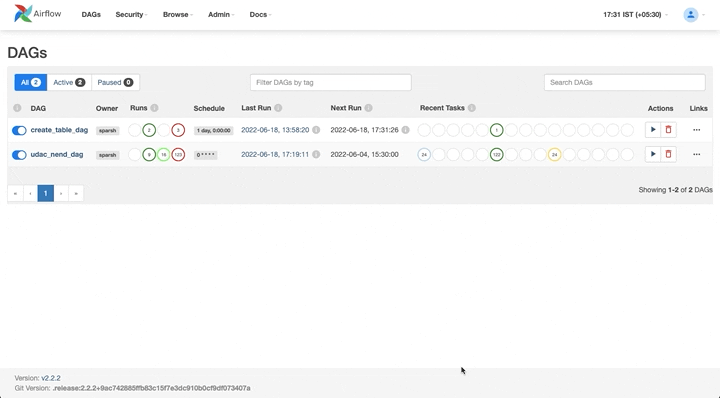 Airflow DAGs Security Browse Admin Docs 17:31 IST (+05:30)
DAGs
All 2 Active 2 Paused 0 Filter DAGs by tag Search DAGs
DAG Owner Runs Schedule Last Run Next Run Recent Tasks Actions Links
create_table_dag sparsh 2 3 1 day, 0:00:00 2022-06-18, 13:58:20 2022-06-18, 17:31:26 1
udac_nend_dag sparsh 9 16 123 0 * * * * 2022-06-18, 17:19:11 2022-06-04, 15:30:00 24 122 24
« ‹ 1 › » Showing 1-2 of 2 DAGs
Version: v2.2.2
Git Version: .release:2.2.2+9ac742885ffb83c15f7e3dc910b0cf9df073407a